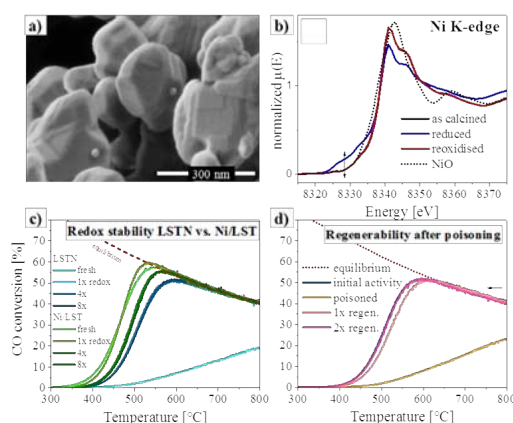 a)
300 nm
b)
Ni K-edge
normalized μ(E)
1
0
as calcined
reduced
reoxidised
NiO
8320 8330 8340 8350 8360 8370
Energy [eV]
c)
Redox stability LSTN vs. Ni/LST
CO conversion [%]
80
70
60
50
40
30
20
10
0
equilibrium
LSTN
fresh
1x redox
4x
8x
Ni LST
fresh
1x redox
4x
8x
300 400 500 600 700 800
Temperature [°C]
d)
Regenerability after poisoning
equilibrium
initial activity
poisoned
1x regen.
2x regen.
300 400 500 600 700 800
Temperature [°C]